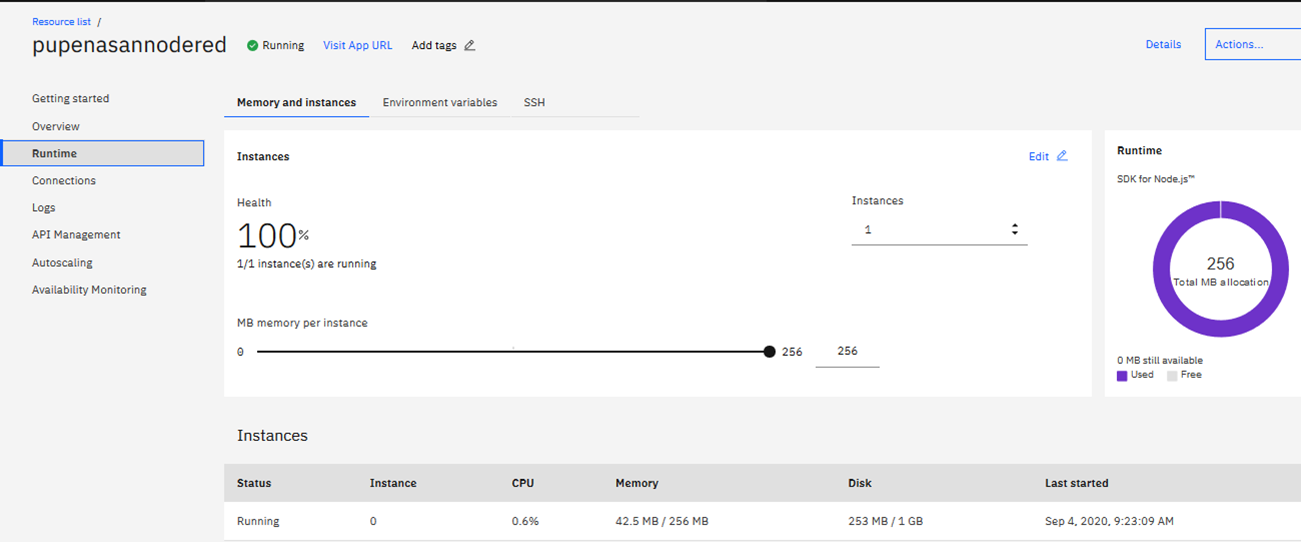 Resource list /
pupenasannodered
Running
Visit App URL
Add tags
Details
Actions...
Getting started
Overview
Runtime
Connections
Logs
API Management
Autoscaling
Availability Monitoring
Memory and instances
Environment variables
SSH
Instances
Edit
Health
100%
1/1 instance(s) are running
Instances
1
MB memory per instance
0
256
256
Runtime
SDK for Node.js™
256
Total MB allocation
0 MB still available
Used
Free
Instances
Status Instance CPU Memory Disk Last started
Running 0 0.6% 42.5 MB / 256 MB 253 MB / 1 GB Sep 4, 2020, 9:23:09 AM